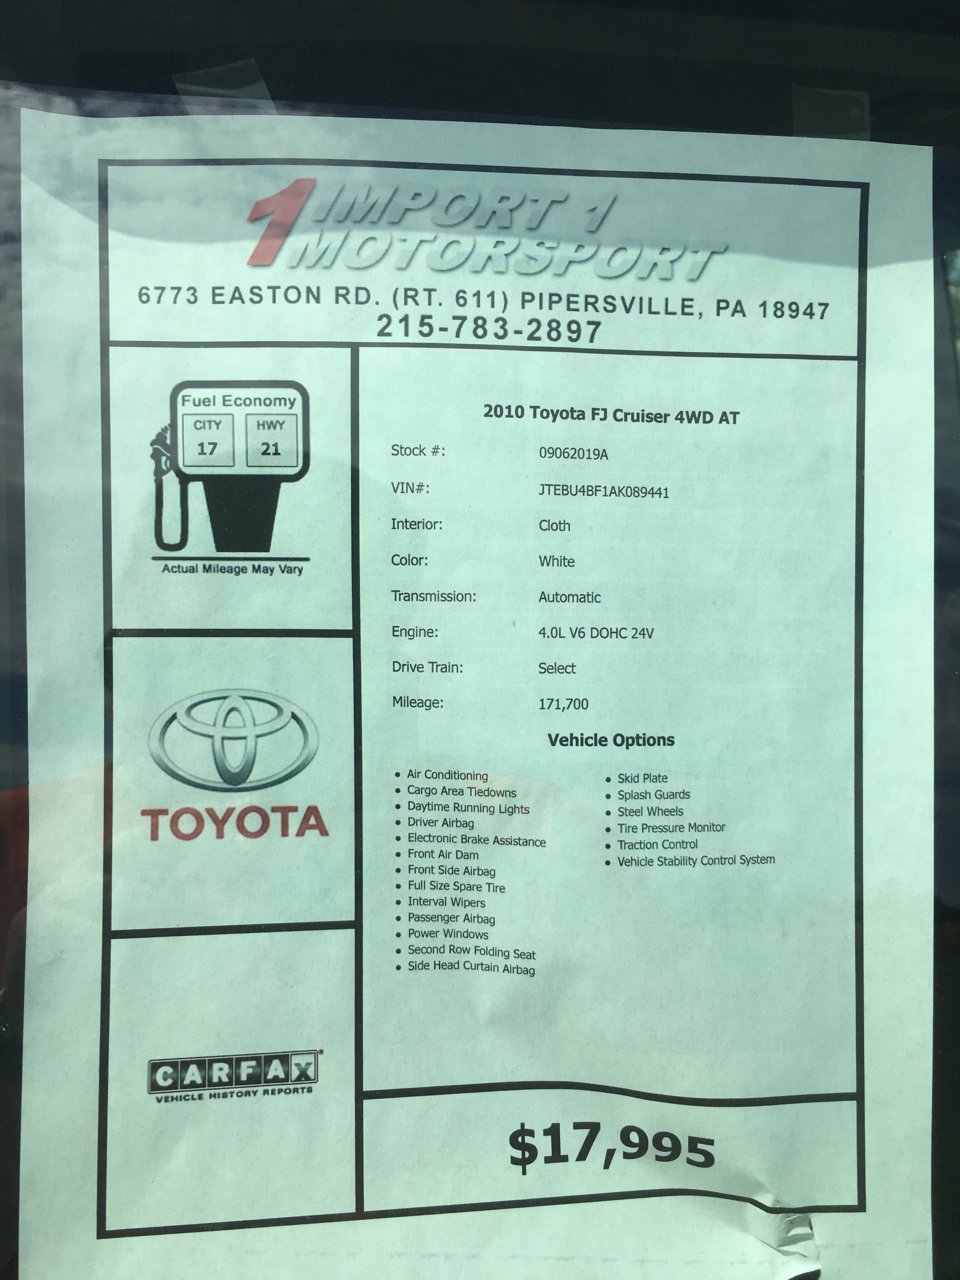 1 IMPORT 1
MOTORSPORT
6773 EASTON RD. (RT. 611) PIPERSVILLE, PA 18947
215-783-2897
Fuel Economy
CITY HWY
17 21
Actual Mileage May Vary
TOYOTA
CARFAX
VEHICLE HISTORY REPORTS
2010 Toyota FJ Cruiser 4WD AT
Stock #: 09062019A
VIN#: JTEBU4BF1AK089441
Interior: Cloth
Color: White
Transmission: Automatic
Engine: 4.0L V6 DOHC 24V
Drive Train: Select
Mileage: 171,700
Vehicle Options
• Air Conditioning
• Cargo Area Tiedowns
• Daytime Running Lights
• Driver Airbag
• Electronic Brake Assistance
• Front Air Dam
• Front Side Airbag
• Full Size Spare Tire
• Interval Wipers
• Passenger Airbag
• Power Windows
• Second Row Folding Seat
• Side Head Curtain Airbag
• Skid Plate
• Splash Guards
• Steel Wheels
• Tire Pressure Monitor
• Traction Control
• Vehicle Stability Control System
$17,995